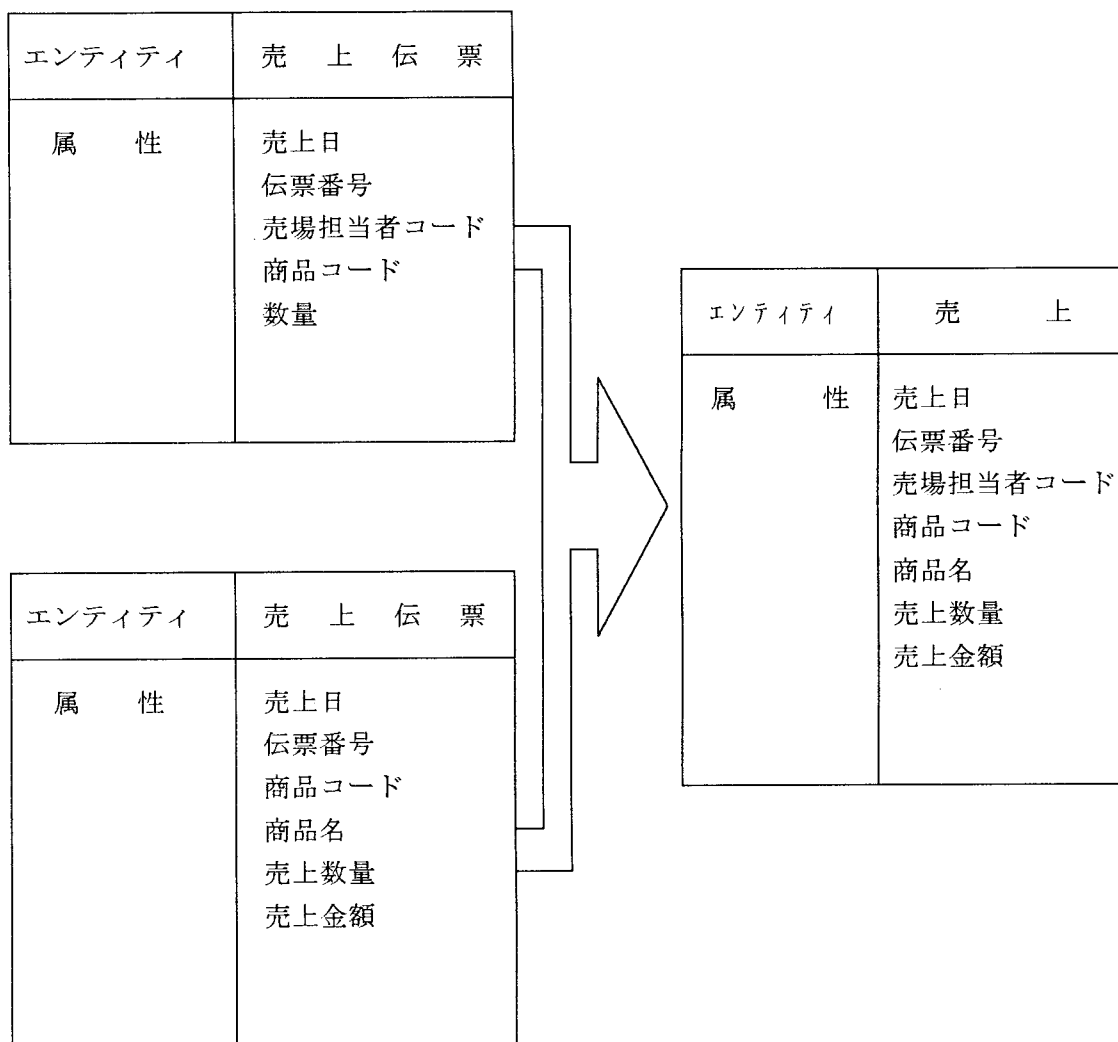 エンティティ 売上伝票
属性 売上日
伝票番号
売場担当者コード
商品コード
数量
エンティティ 売上伝票
属性 売上日
伝票番号
商品コード
商品名
売上数量
売上金額
エンティティ 売上
属性 売上日
伝票番号
売場担当者コード
商品コード
商品名
売上数量
売上金額